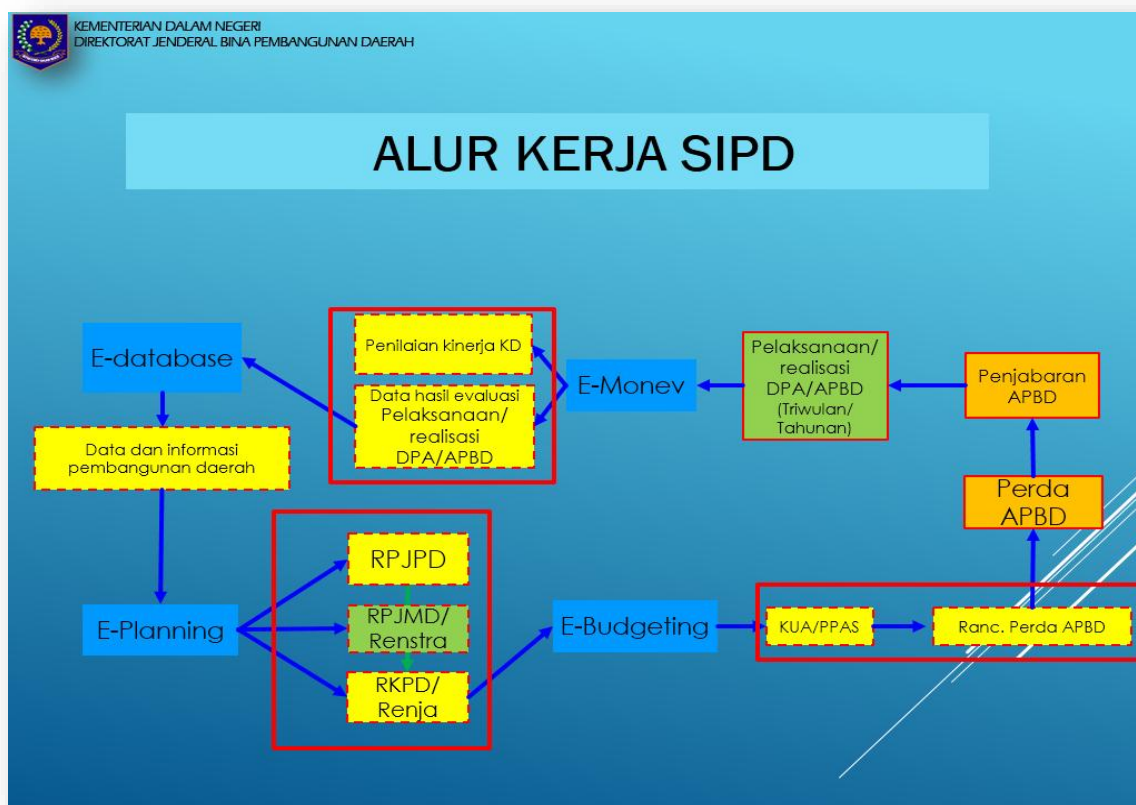 KEMENTERIAN DALAM NEGERI
DIREKTORAT JENDERAL BINA PEMBANGUNAN DAERAH
ALUR KERJA SIPD
E-database
Penilaian kinerja KD
Data hasil evaluasi
Pelaksanaan/
realisasi
DPA/APBD
E-Monev
Pelaksanaan/
realisasi
DPA/APBD
(Triwulan/
Tahunan)
Penjabaran
APBD
Data dan informasi
pembangunan daerah
Perda
APBD
E-Planning
RPJPD
RPJMD/
Renstra
RKPD/
Renja
E-Budgeting
KUA/PPAS
Ranc. Perda APBD